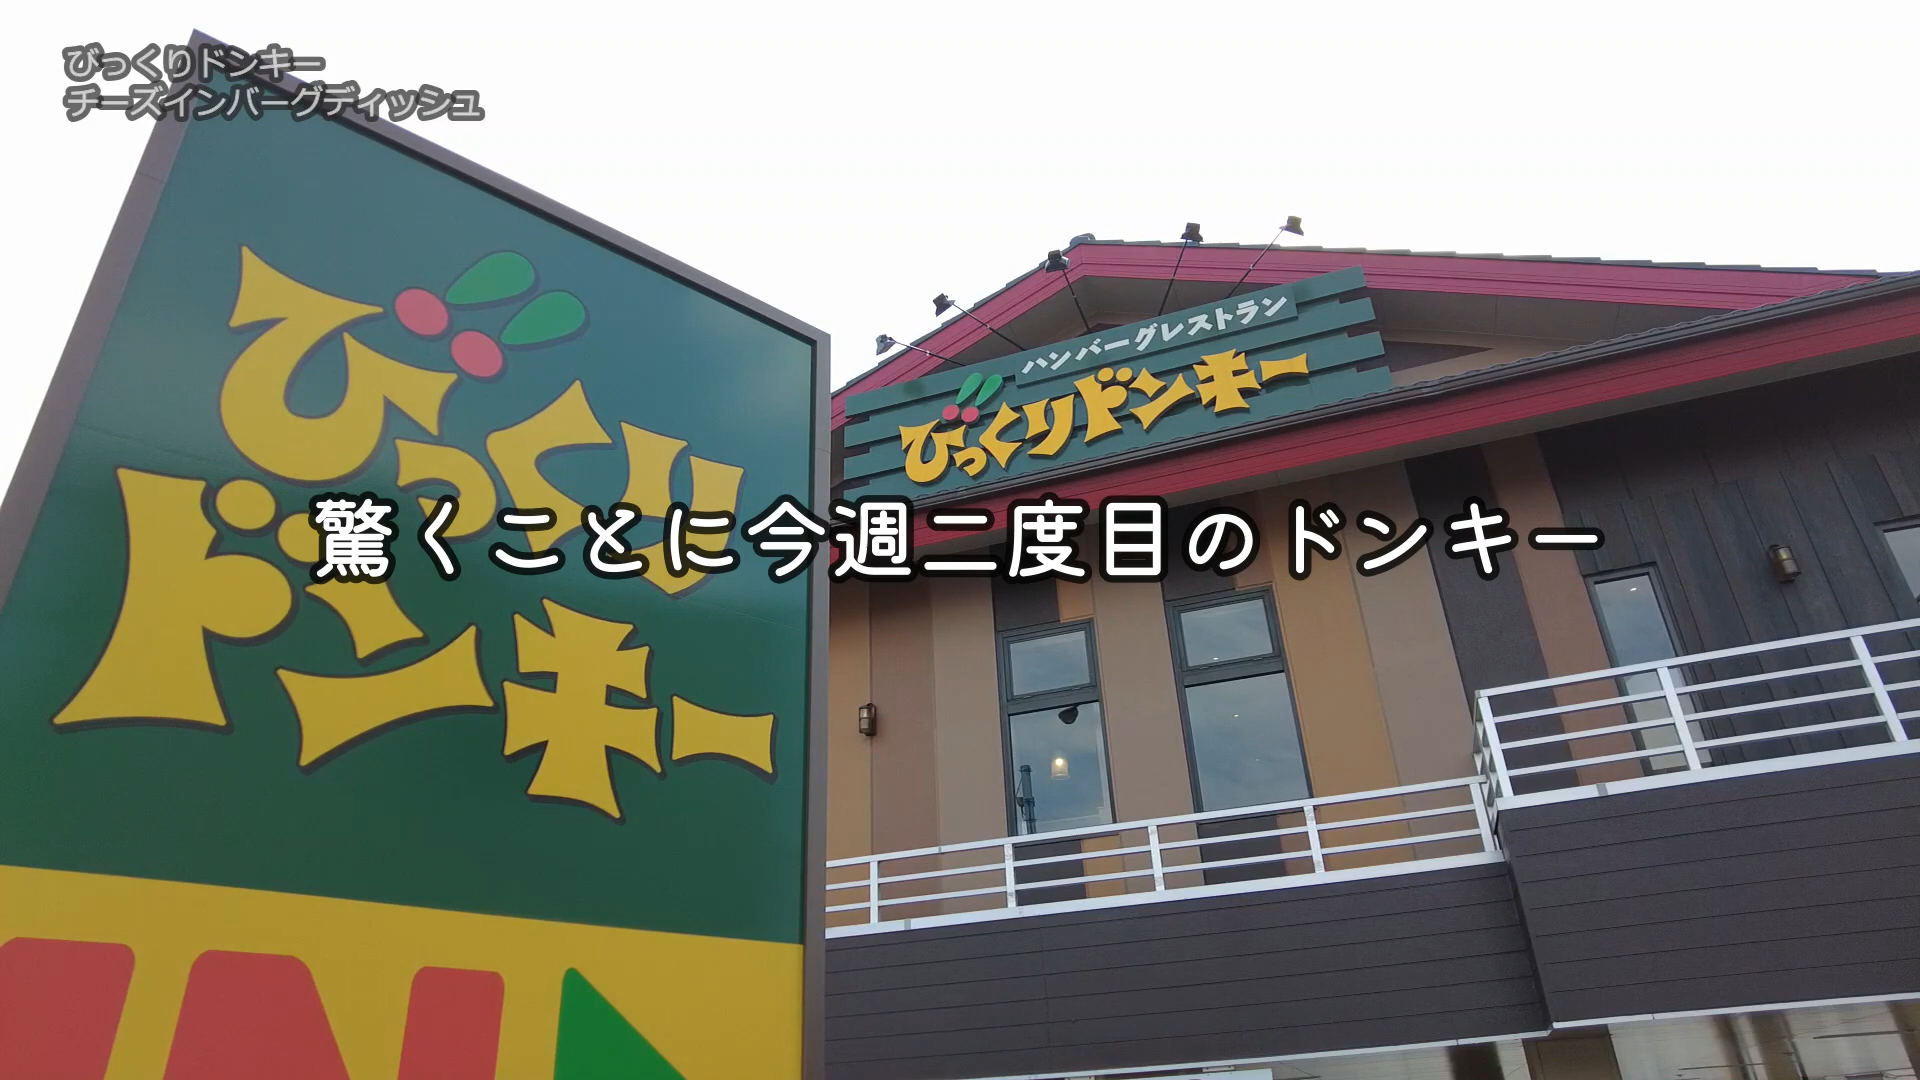 びっくりドンキー
チーズインバーグディッシュ
びっくり
ドンキー
ハンバーグレストラン
びっくりドンキー
驚くことに今週二度目のドンキー
IN